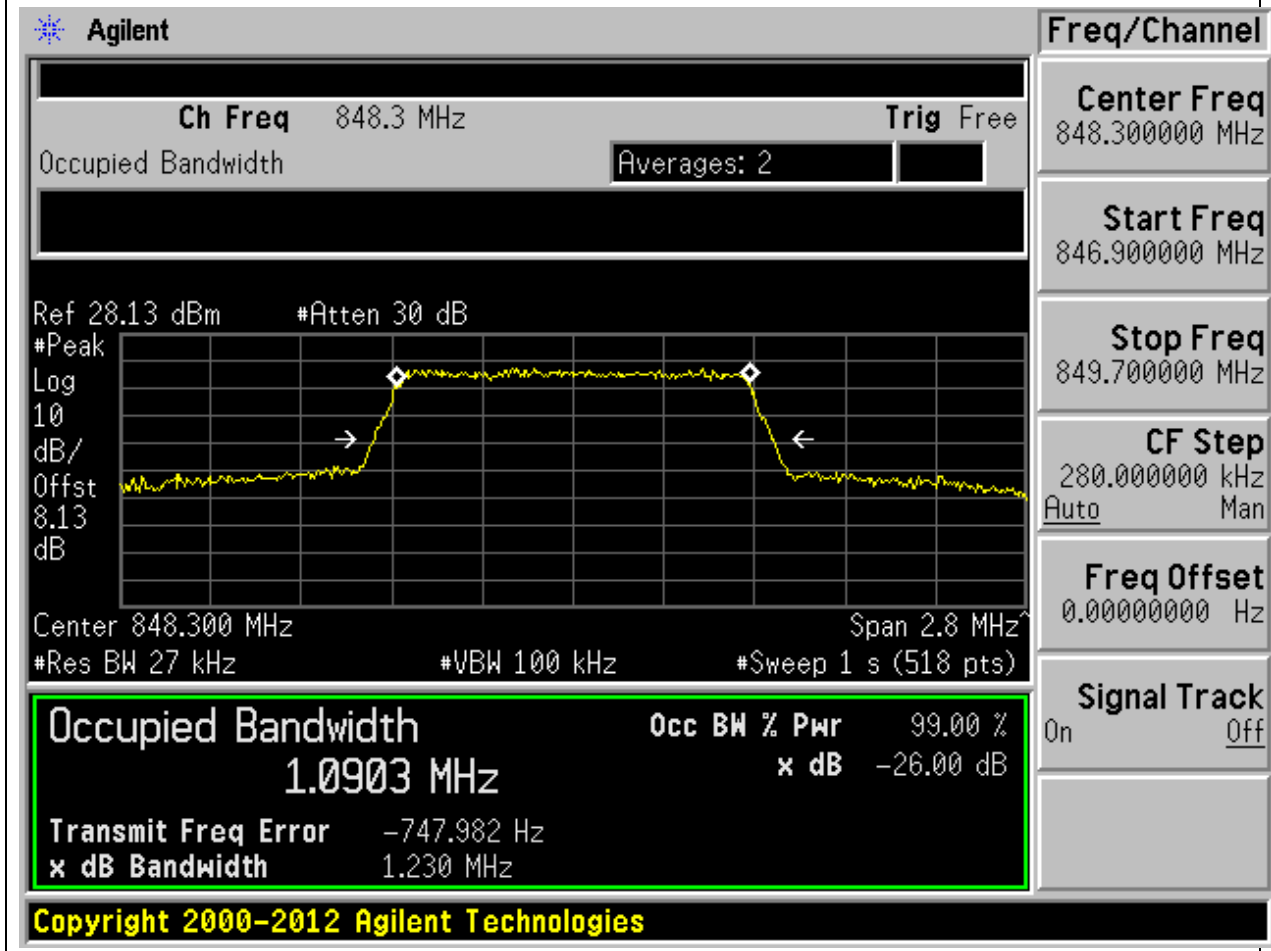 Agilent
Freq/Channel
Ch Freq 848.3 MHz Trig Free
Occupied Bandwidth Averages: 2
Ref 28.13 dBm #Atten 30 dB
#Peak
Log
10
dB/
Offst
8.13
dB
Center 848.300 MHz Span 2.8 MHz^
#Res BW 27 kHz #VBW 100 kHz #Sweep 1 s (518 pts)
Occupied Bandwidth Occ BW % Pwr 99.00 %
1.0903 MHz x dB -26.00 dB
Transmit Freq Error -747.982 Hz
x dB Bandwidth 1.230 MHz
Copyright 2000-2012 Agilent Technologies
Center Freq
848.300000 MHz
Start Freq
846.900000 MHz
Stop Freq
849.700000 MHz
CF Step
280.000000 kHz
Auto Man
Freq Offset
0.00000000 Hz
Signal Track
On Off